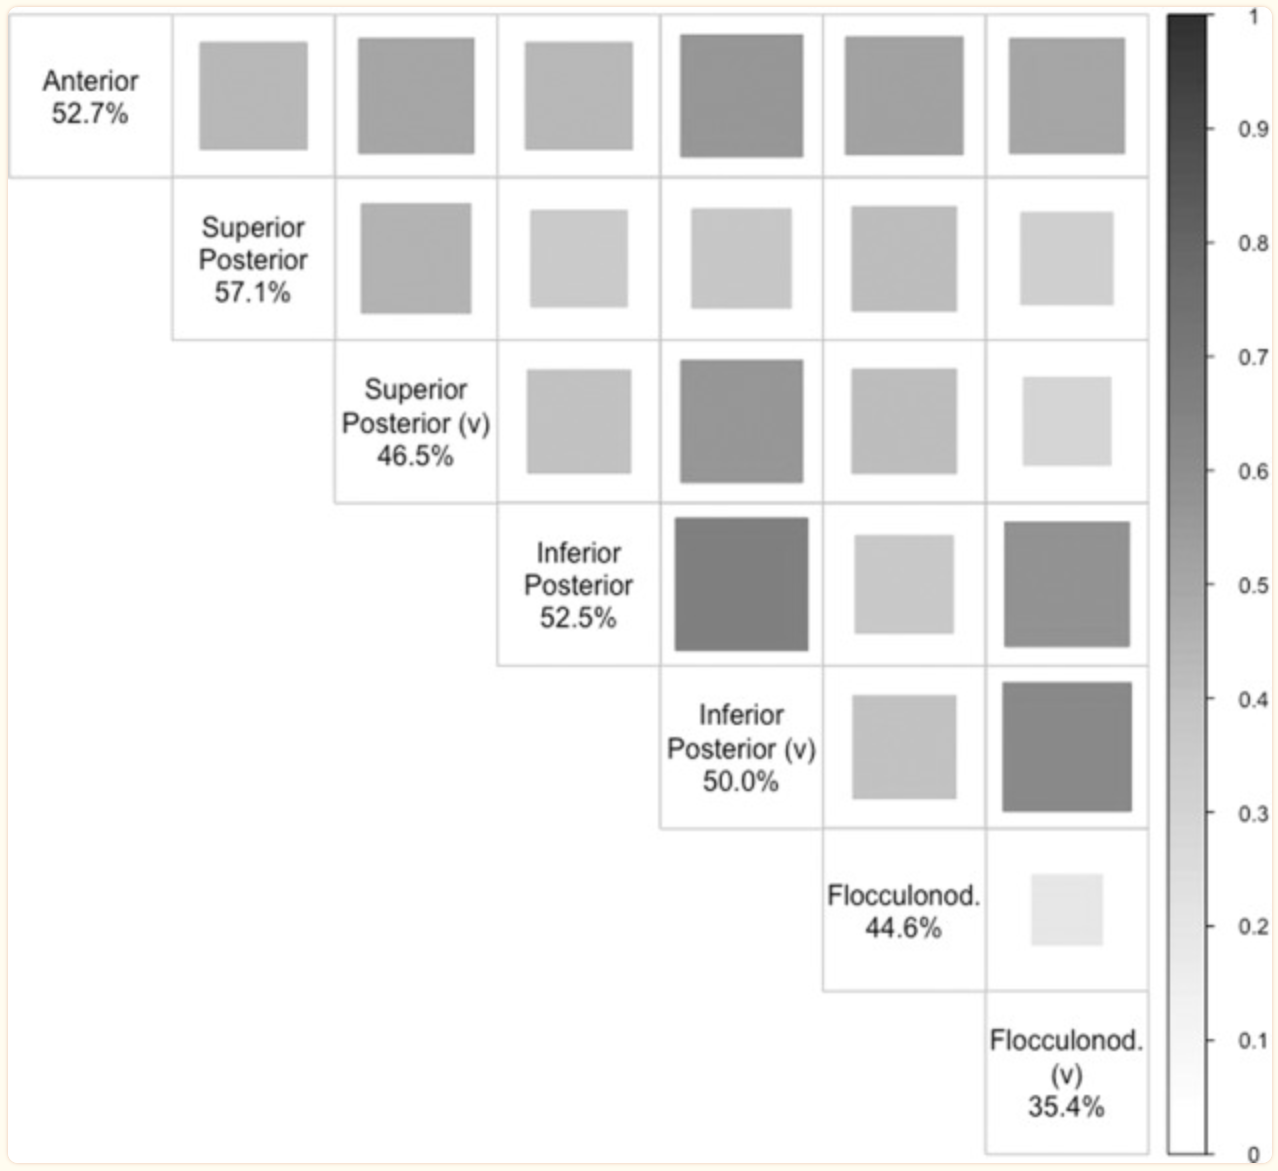 Anterior
52.7%
Superior
Posterior
57.1%
Superior
Posterior (v)
46.5%
Inferior
Posterior
52.5%
Inferior
Posterior (v)
50.0%
Flocculonod.
44.6%
Flocculonod.
(v)
35.4%
1
0.9
0.8
0.7
0.6
0.5
0.4
0.3
0.2
0.1
0